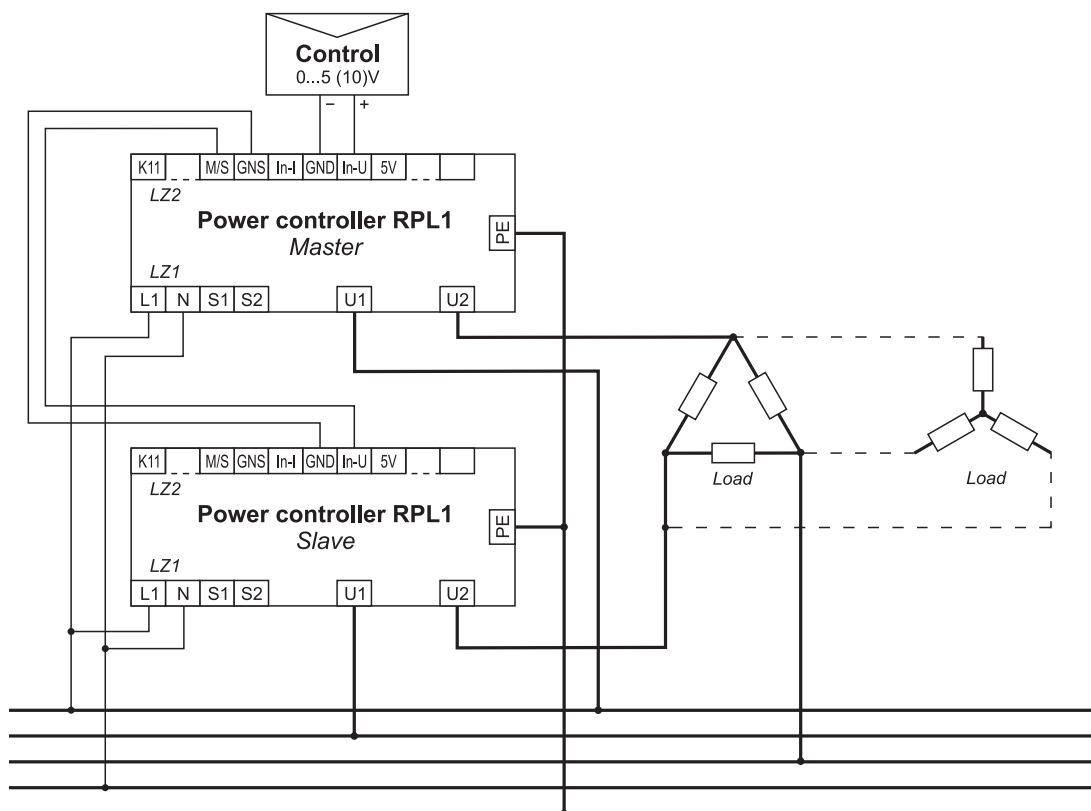 Control
0...5 (10)V
− +
K11 M/S GNS In-I GND In-U 5V
LZ2
Power controller RPL1
Master
PE
LZ1
L1 N S1 S2 U1 U2
K11 M/S GNS In-I GND In-U 5V
LZ2
Power controller RPL1
Slave
PE
LZ1
L1 N S1 S2 U1 U2
Load
Load